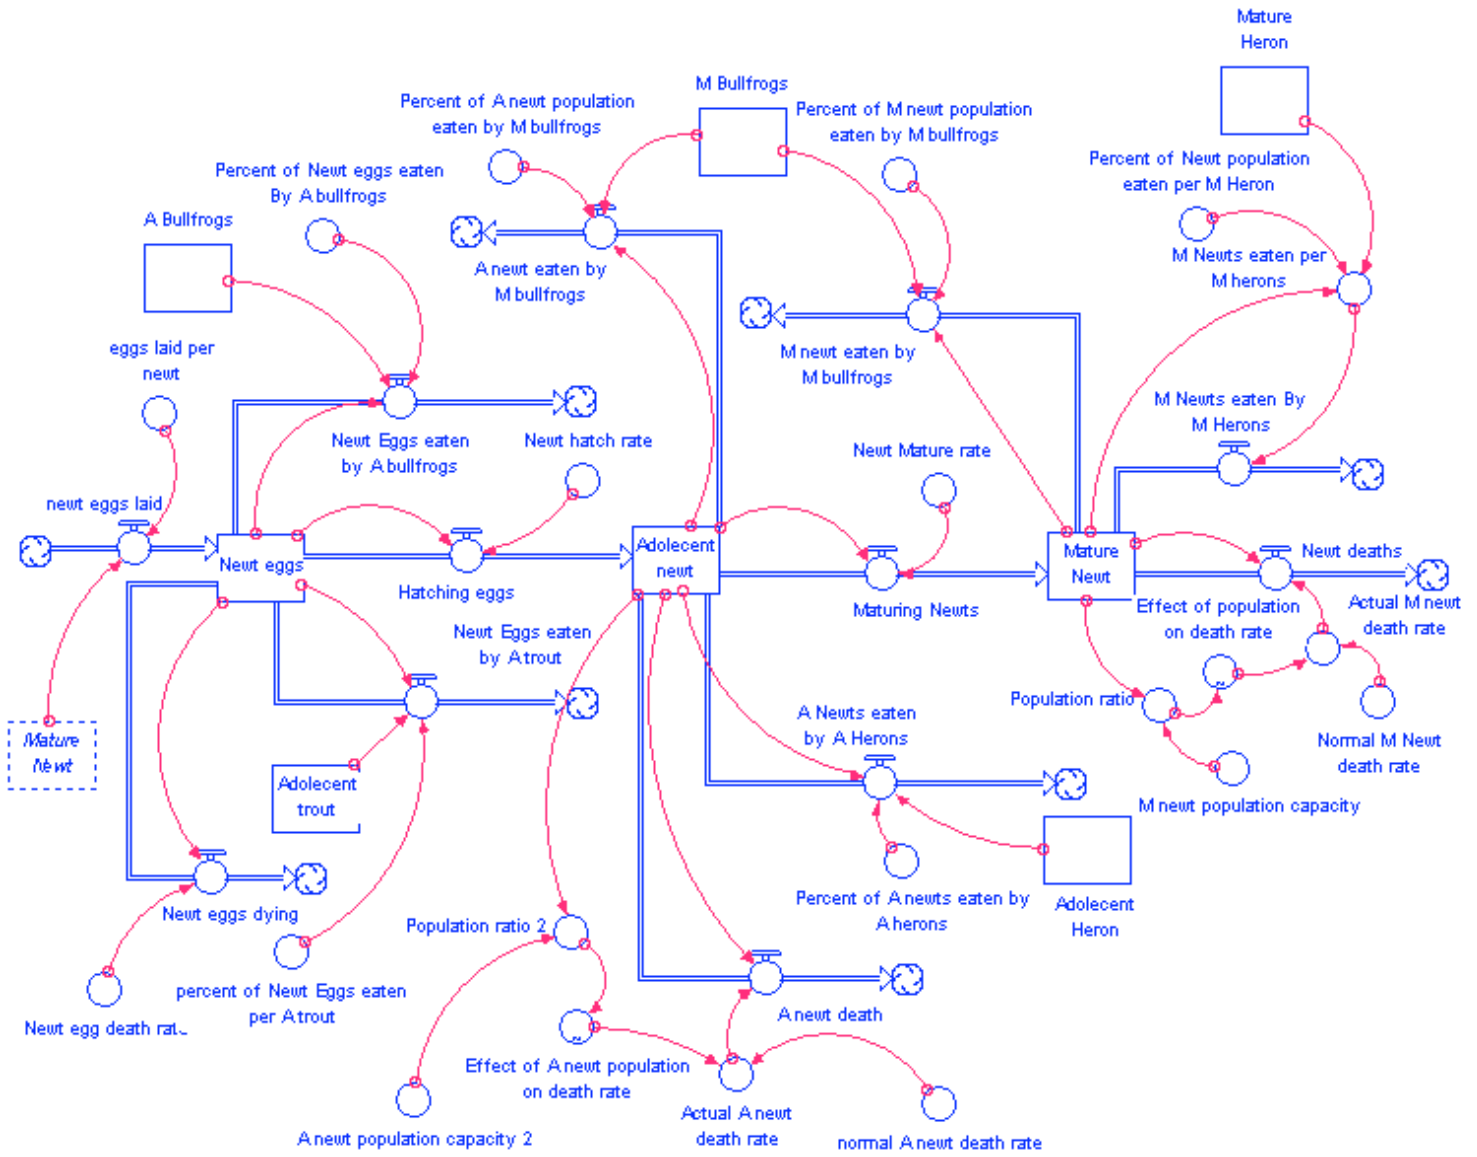 Mature
Heron
M Bullfrogs
Percent of A newt population
eaten by M bullfrogs
Percent of M newt population
eaten by M bullfrogs
Percent of Newt population
eaten per M Heron
Percent of Newt eggs eaten
By A bullfrogs
A Bullfrogs
A newt eaten by
M bullfrogs
M Newts eaten per
M herons
eggs laid per
newt
M newt eaten by
M bullfrogs
M Newts eaten By
M Herons
Newt Eggs eaten
by A bullfrogs
Newt hatch rate
Newt Mature rate
newt eggs laid
Newt eggs
Hatching eggs
Adolecent
newt
Maturing Newts
Mature
Newt
Newt deaths
Effect of population
on death rate
Actual M newt
death rate
Newt Eggs eaten
by A trout
Population ratio
A Newts eaten
by A Herons
Normal M Newt
death rate
Mature
Newt
Adolecent
trout
M newt population capacity
Percent of A newts eaten by
A herons
Adolecent
Heron
Newt eggs dying
Population ratio 2
percent of Newt Eggs eaten
per A trout
Newt egg death rat
A newt death
Effect of A newt population
on death rate
Actual A newt
death rate
A newt population capacity 2
normal A newt death rate